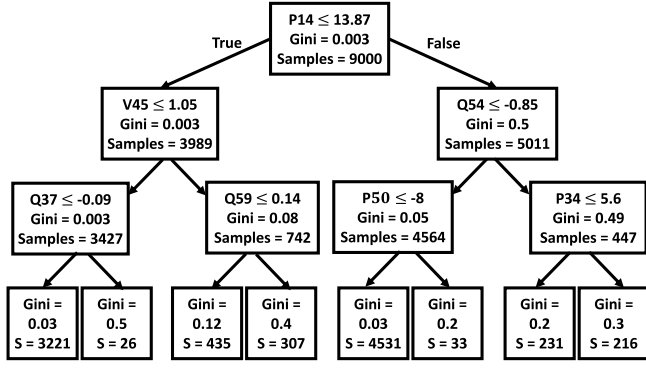 P14 ≤ 13.87
Gini = 0.003
Samples = 9000
True
False
V45 ≤ 1.05
Gini = 0.003
Samples = 3989
Q54 ≤ -0.85
Gini = 0.5
Samples = 5011
Q37 ≤ -0.09
Gini = 0.003
Samples = 3427
Q59 ≤ 0.14
Gini = 0.08
Samples = 742
P50 ≤ -8
Gini = 0.05
Samples = 4564
P34 ≤ 5.6
Gini = 0.49
Samples = 447
Gini =
0.03
S = 3221
Gini =
0.5
S = 26
Gini =
0.12
S = 435
Gini =
0.4
S = 307
Gini =
0.03
S = 4531
Gini =
0.2
S = 33
Gini =
0.2
S = 231
Gini =
0.3
S = 216